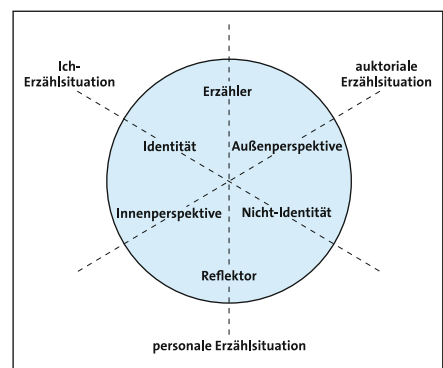 Ich-
Erzählsituation
auktoriale
Erzählsituation
Erzähler
Identität
Außenperspektive
Innenperspektive
Nicht-Identität
Reflektor
personale Erzählsituation